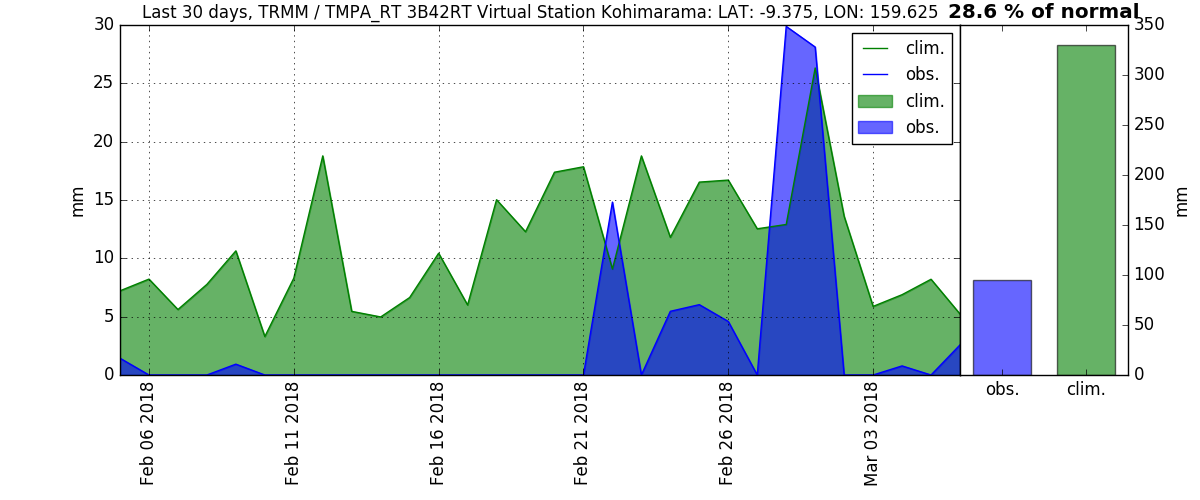 Last 30 days, TRMM / TMPA_RT 3B42RT Virtual Station Kohimarama: LAT: -9.375, LON: 159.625 28.6 % of normal
30
25
20
15
10
5
0
mm
clim.
obs.
clim.
obs.
350
300
250
200
150
100
50
0
mm
obs. clim.
Feb 06 2018
Feb 11 2018
Feb 16 2018
Feb 21 2018
Feb 26 2018
Mar 03 2018